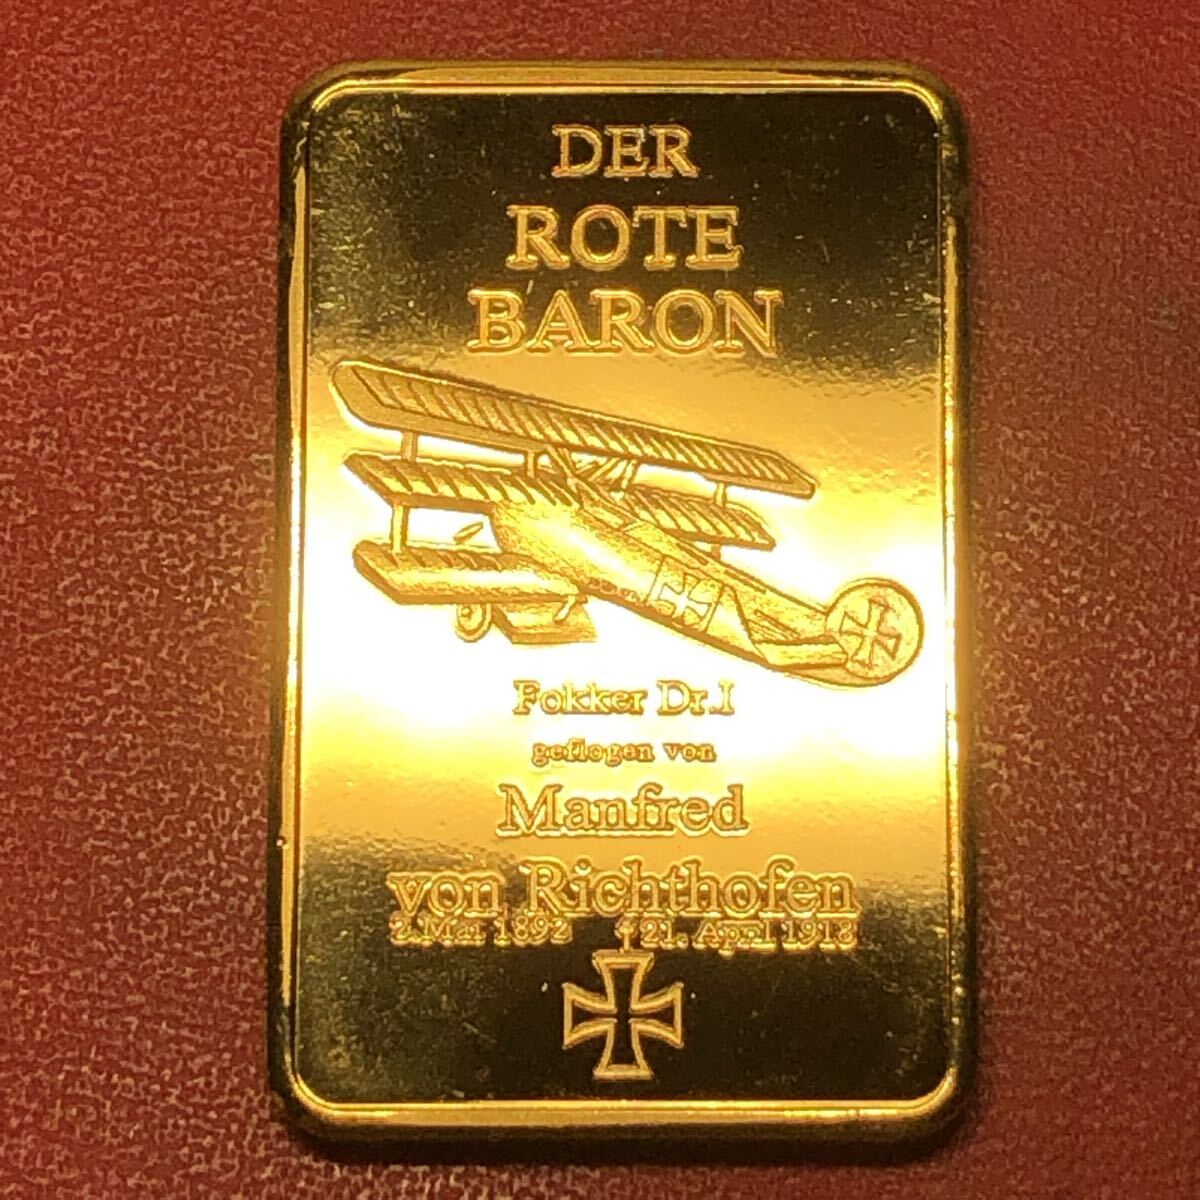 DER
ROTE
BARON
Fokker Dr.I
geflogen von
Manfred
von Richthofen
2.Mai 1892 † 21. April 1918